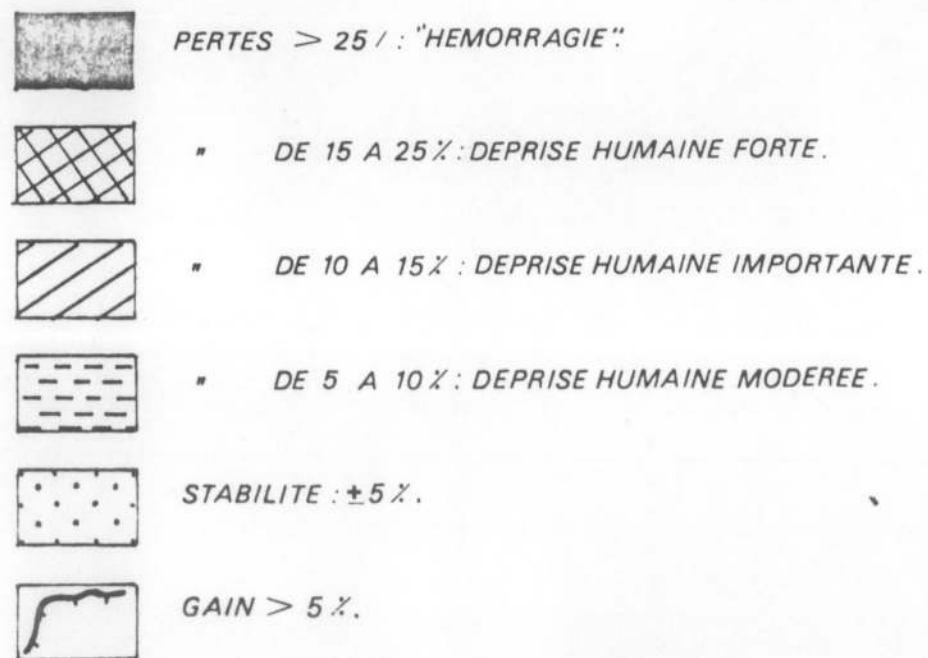 PERTES > 25 / : "HEMORRAGIE".
" DE 15 A 25 % : DEPRISE HUMAINE FORTE.
" DE 10 A 15 % : DEPRISE HUMAINE IMPORTANTE.
" DE 5 A 10 % : DEPRISE HUMAINE MODEREE.
STABILITE : ± 5 %.
GAIN > 5 %.